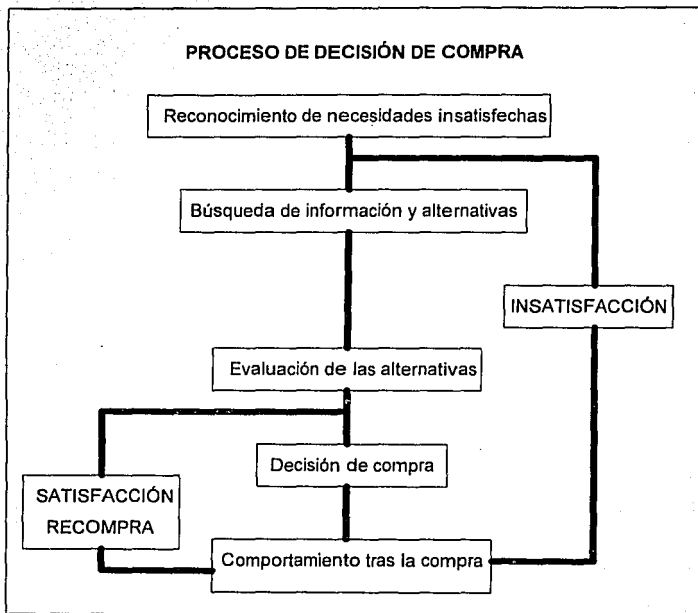 PROCESO DE DECISIÓN DE COMPRA
Reconocimiento de necesidades insatisfechas
Búsqueda de información y alternativas
INSATISFACCIÓN
Evaluación de las alternativas
Decisión de compra
SATISFACCIÓN
RECOMPRA
Comportamiento tras la compra